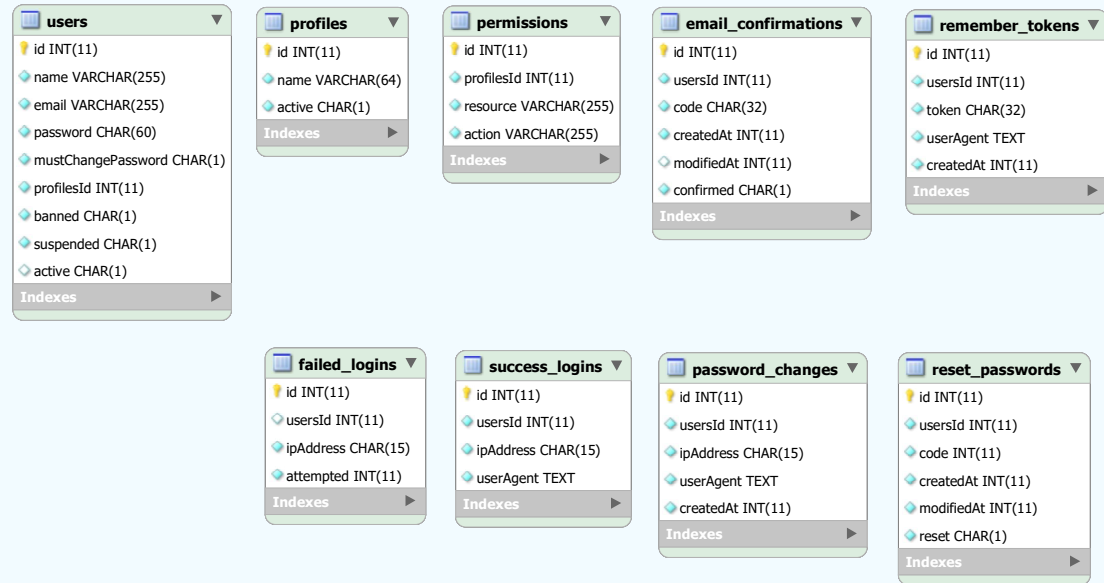 users
id INT(11)
name VARCHAR(255)
email VARCHAR(255)
password CHAR(60)
mustChangePassword CHAR(1)
profilesId INT(11)
banned CHAR(1)
suspended CHAR(1)
active CHAR(1)
Indexes
profiles
id INT(11)
name VARCHAR(64)
active CHAR(1)
Indexes
permissions
id INT(11)
profilesId INT(11)
resource VARCHAR(255)
action VARCHAR(255)
Indexes
email_confirmations
id INT(11)
usersId INT(11)
code CHAR(32)
createdAt INT(11)
modifiedAt INT(11)
confirmed CHAR(1)
Indexes
remember_tokens
id INT(11)
usersId INT(11)
token CHAR(32)
userAgent TEXT
createdAt INT(11)
Indexes
failed_logins
id INT(11)
usersId INT(11)
ipAddress CHAR(15)
attempted INT(11)
Indexes
success_logins
id INT(11)
usersId INT(11)
ipAddress CHAR(15)
userAgent TEXT
Indexes
password_changes
id INT(11)
usersId INT(11)
ipAddress CHAR(15)
userAgent TEXT
createdAt INT(11)
Indexes
reset_passwords
id INT(11)
usersId INT(11)
code INT(11)
createdAt INT(11)
modifiedAt INT(11)
reset CHAR(1)
Indexes